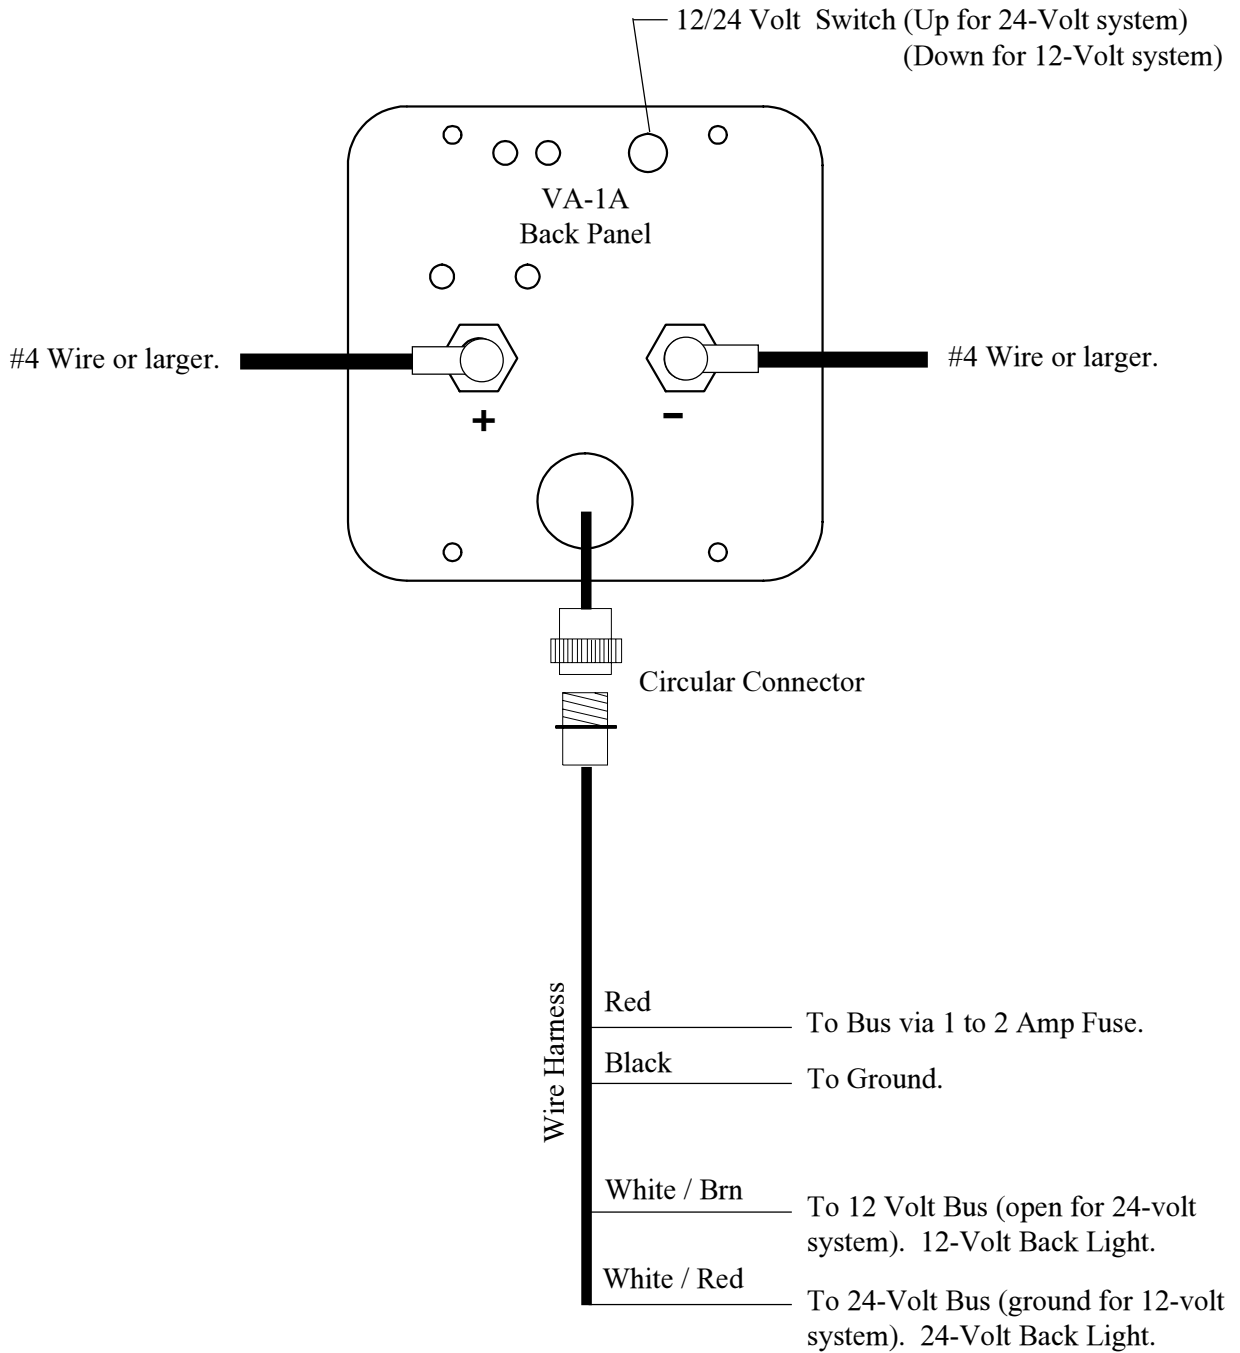 12/24 Volt  Switch (Up for 24-Volt system)
(Down for 12-Volt system)
VA-1A
Back Panel
#4 Wire or larger.
#4 Wire or larger.
+
-
Circular Connector
Wire Harness
Red
To Bus via 1 to 2 Amp Fuse.
Black
To Ground.
White / Brn
To 12 Volt Bus (open for 24-volt
system).  12-Volt Back Light.
White / Red
To 24-Volt Bus (ground for 12-volt
system).  24-Volt Back Light.